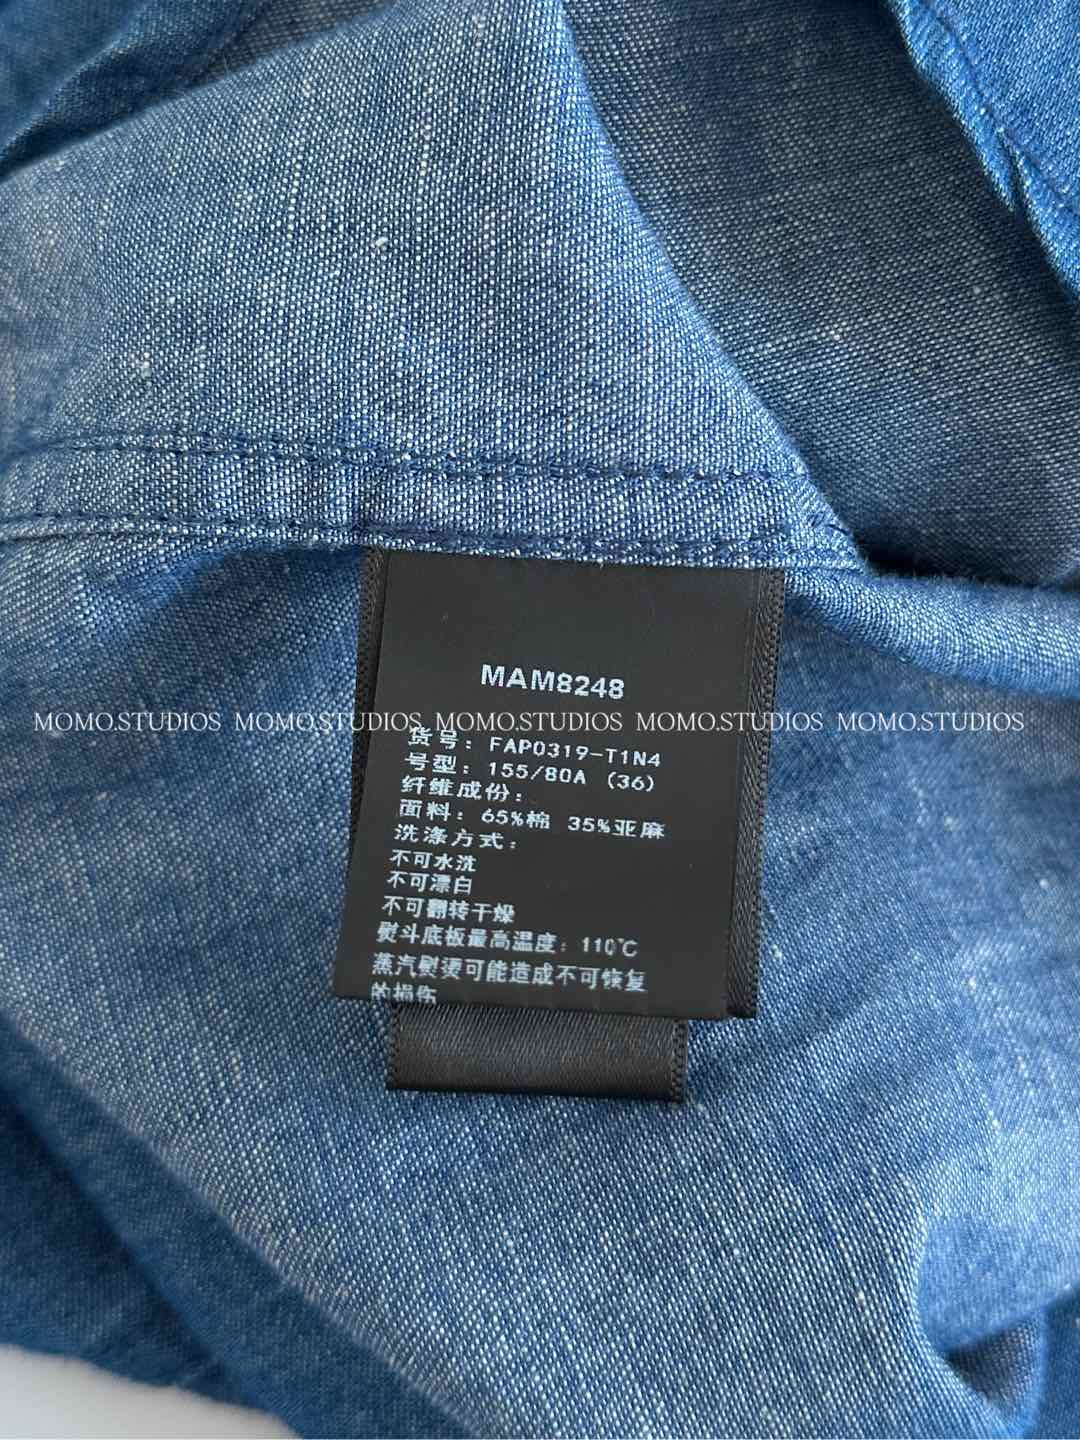 MAM8248
MOMO.STUDIOS MOMO.STUDIOS MOMO.STUDIOS MOMO.STUDIOS MOMO.STUDIOS
货号：FAP0319-T1N4
号型：155/80A (36)
纤维成份：
面料：65%棉 35%亚麻
洗涤方式：
不可水洗
不可漂白
不可翻转干燥
熨斗底板最高温度：110℃
蒸汽熨烫可能造成不可恢复
的损伤